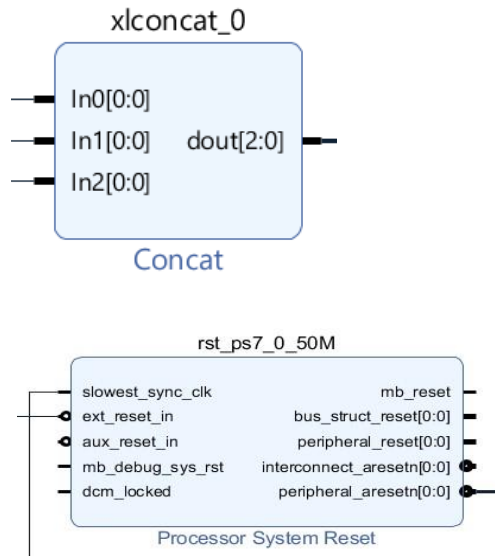 xlconcat_0
In0[0:0]
In1[0:0] dout[2:0]
In2[0:0]
Concat
rst_ps7_0_50M
slowest_sync_clk mb_reset
ext_reset_in bus_struct_reset[0:0]
aux_reset_in peripheral_reset[0:0]
mb_debug_sys_rst interconnect_aresetn[0:0]
dcm_locked peripheral_aresetn[0:0]
Processor System Reset